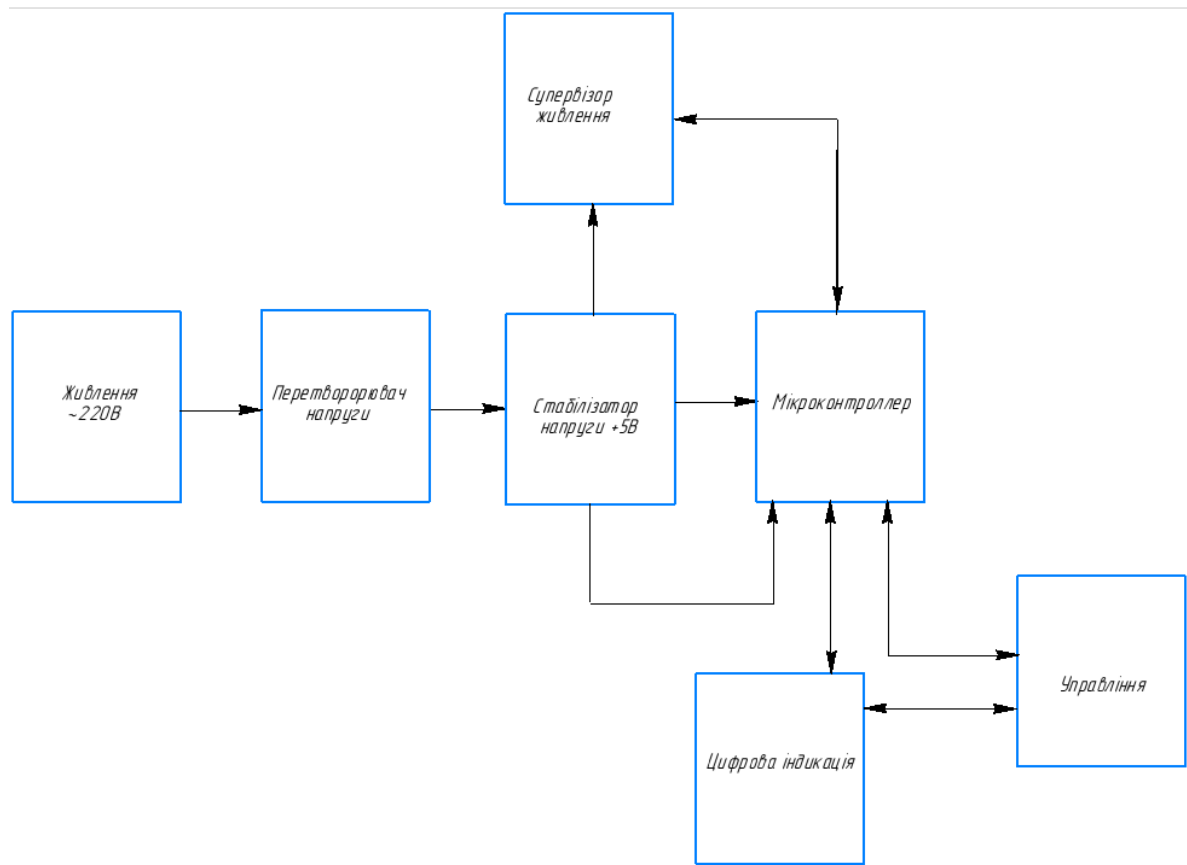 Супервізор
живлення
Живлення
~220В
Перетворорювач
напруги
Стабілізатор
напруги +5В
Мікроконтроллер
Управління
Цифрова індикація